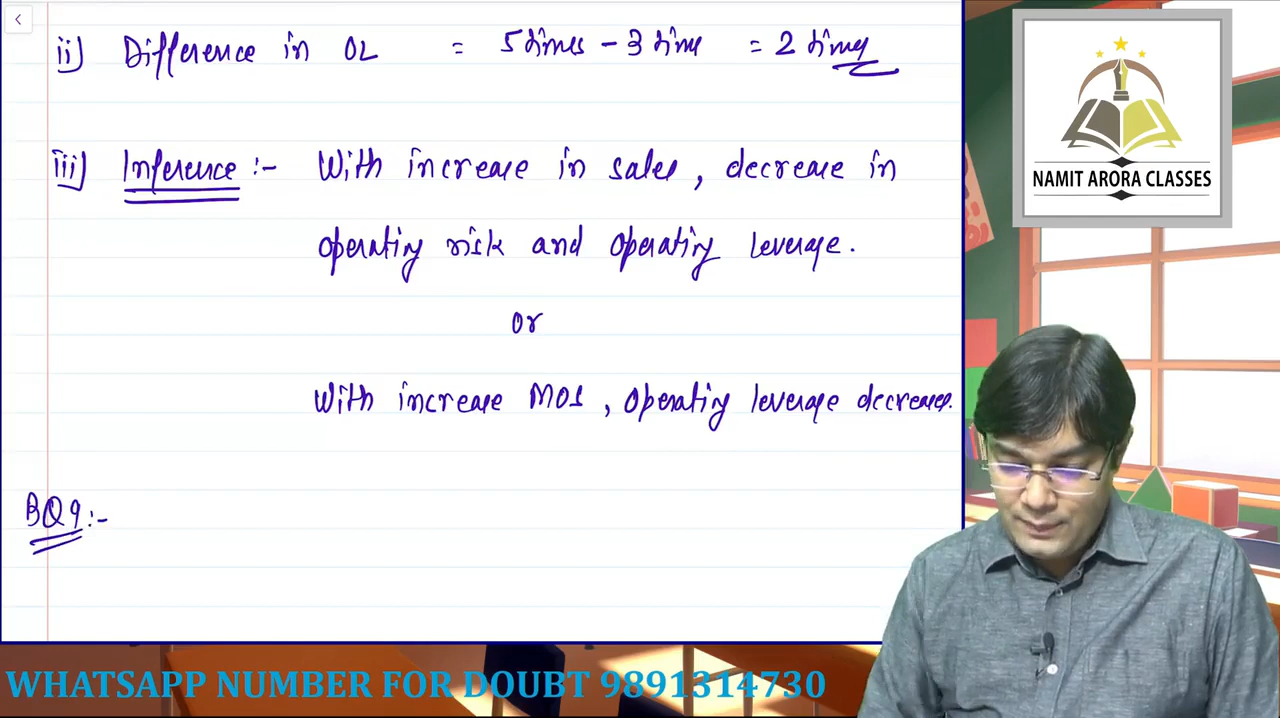 ii) Difference in OL = 5 times - 3 time = 2 times
iii) Inference :- With increase in sales, decrease in
operating risk and operating leverage.
or
With increase MOS, operating leverage decreases.
BQ9:-
NAMIT ARORA CLASSES
WHATSAPP NUMBER FOR DOUBT 9891314730